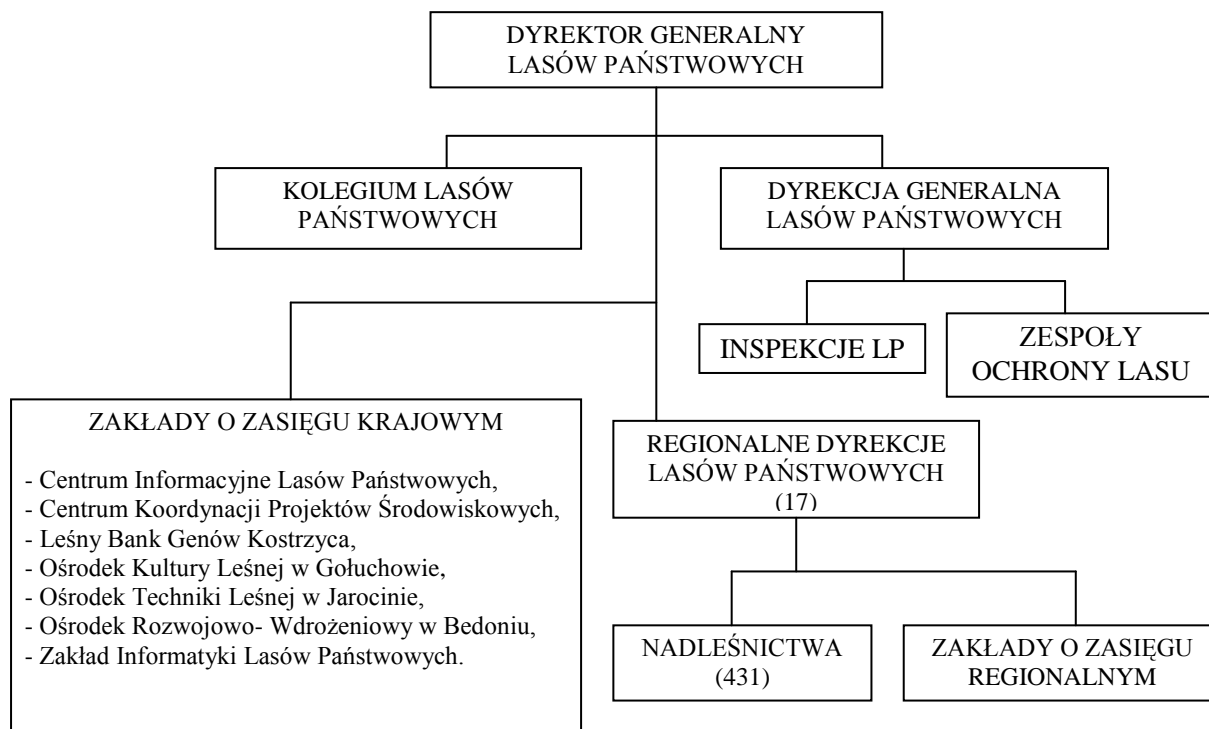 DYREKTOR GENERALNY
LASÓW PAŃSTWOWYCH
KOLEGIUM LASÓW
PAŃSTWOWYCH
DYREKCJA GENERALNA
LASÓW PAŃSTWOWYCH
INSPEKCJE LP
ZESPOŁY
OCHRONY LASU
ZAKŁADY O ZASIĘGU KRAJOWYM
- Centrum Informacyjne Lasów Państwowych,
- Centrum Koordynacji Projektów Środowiskowych,
- Leśny Bank Genów Kostrzyca,
- Ośrodek Kultury Leśnej w Gołuchowie,
- Ośrodek Techniki Leśnej w Jarocinie,
- Ośrodek Rozwojowo- Wdrożeniowy w Bedoniu,
- Zakład Informatyki Lasów Państwowych.
REGIONALNE DYREKCJE
LASÓW PAŃSTWOWYCH
(17)
NADLEŚNICTWA
(431)
ZAKŁADY O ZASIĘGU
REGIONALNYM